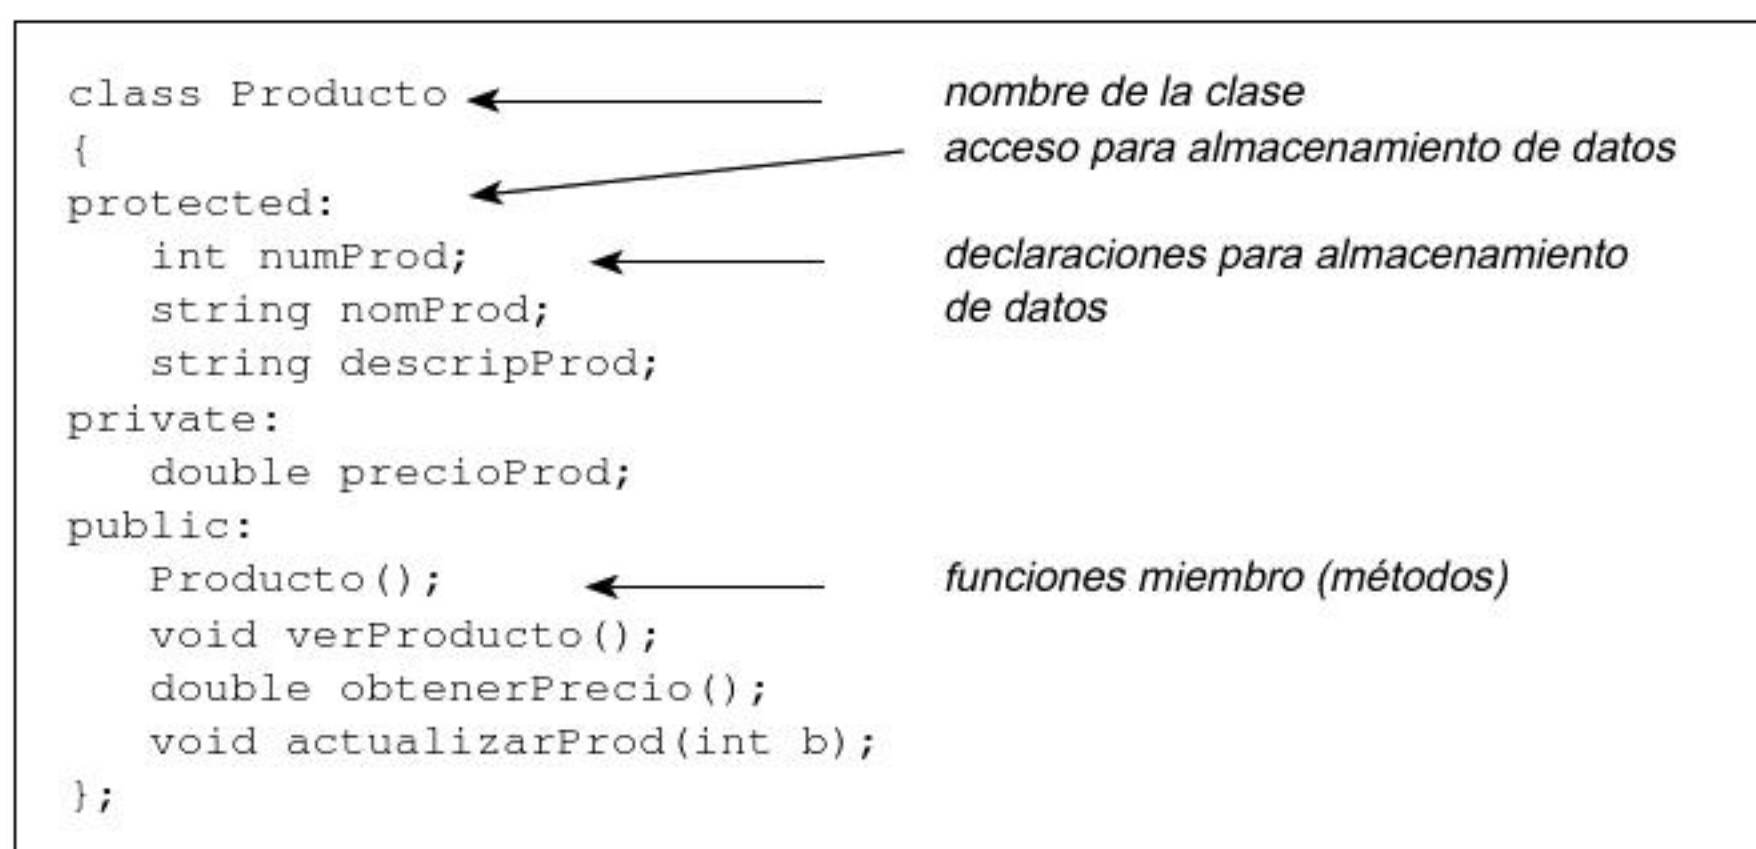 class Producto nombre de la clase
{ acceso para almacenamiento de datos
protected:
int numProd; declaraciones para almacenamiento
string nomProd; de datos
string descripProd;
private:
double precioProd;
public:
Producto(); funciones miembro (métodos)
void verProducto();
double obtenerPrecio();
void actualizarProd(int b);
};